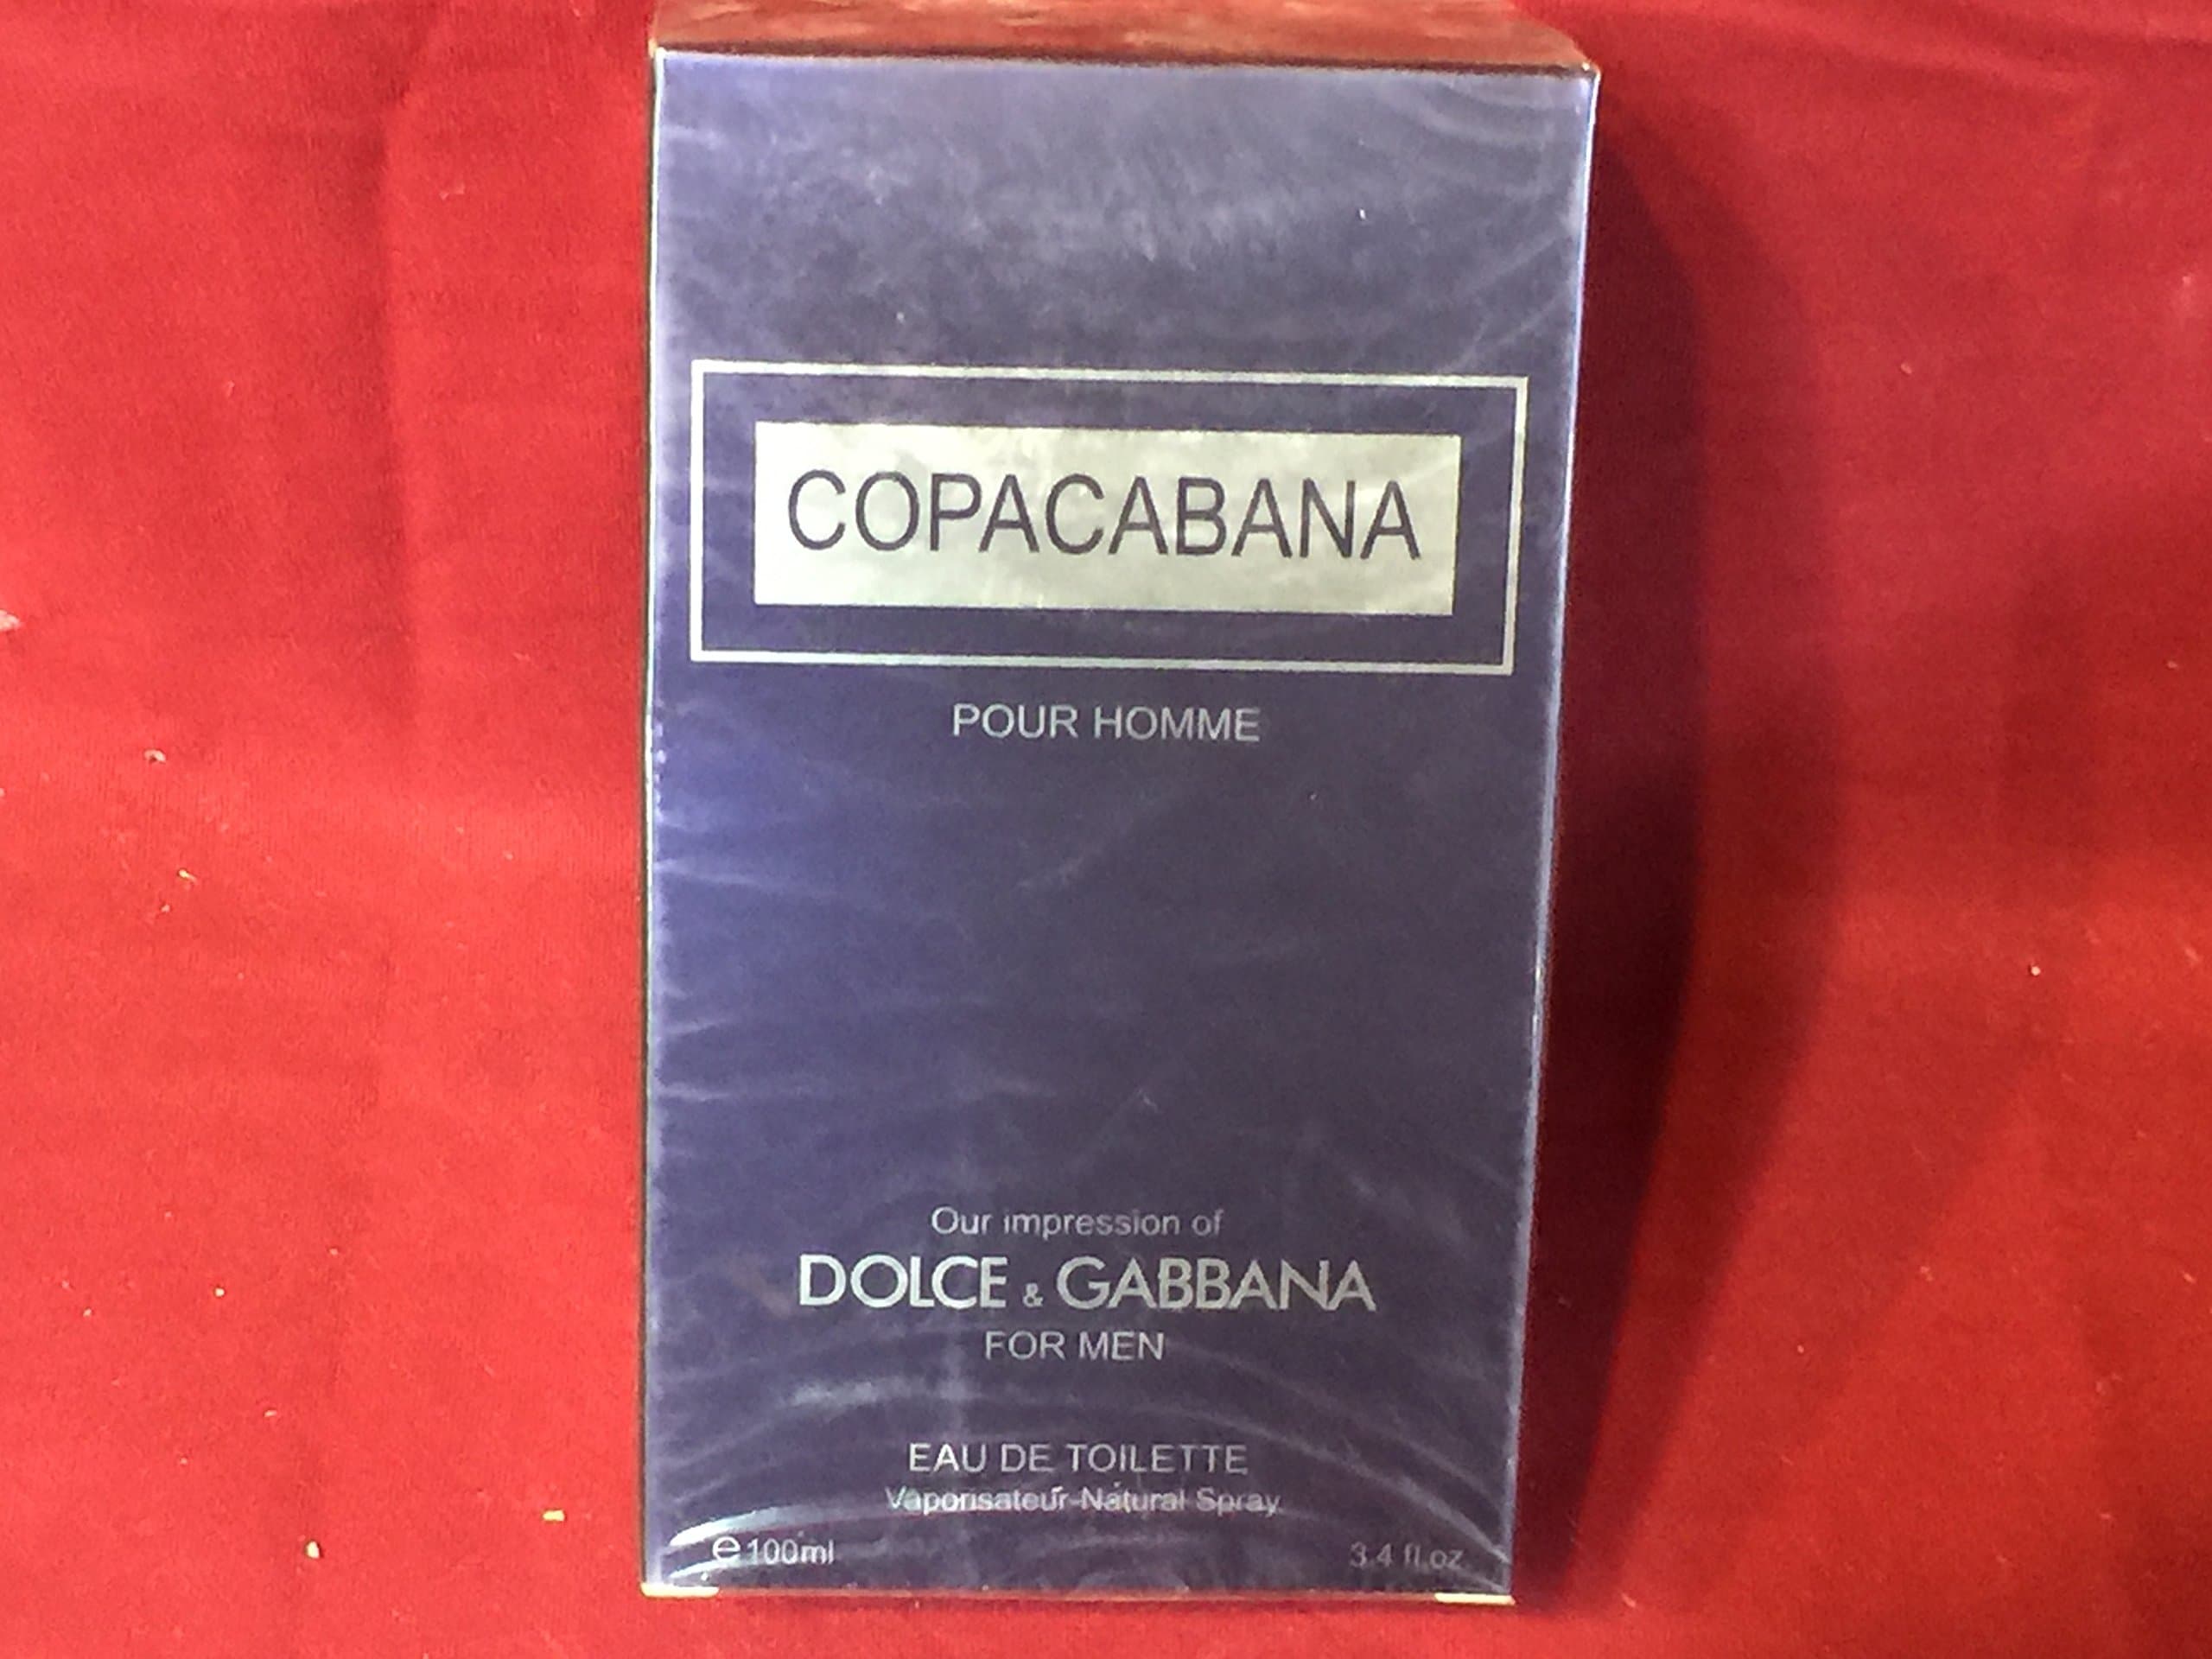 COPACABANA
POUR HOMME
Our impression of
DOLCE & GABBANA
FOR MEN
EAU DE TOILETTE
Vaporisateur-Natural Spray
e 100ml 3.4 fl.oz.